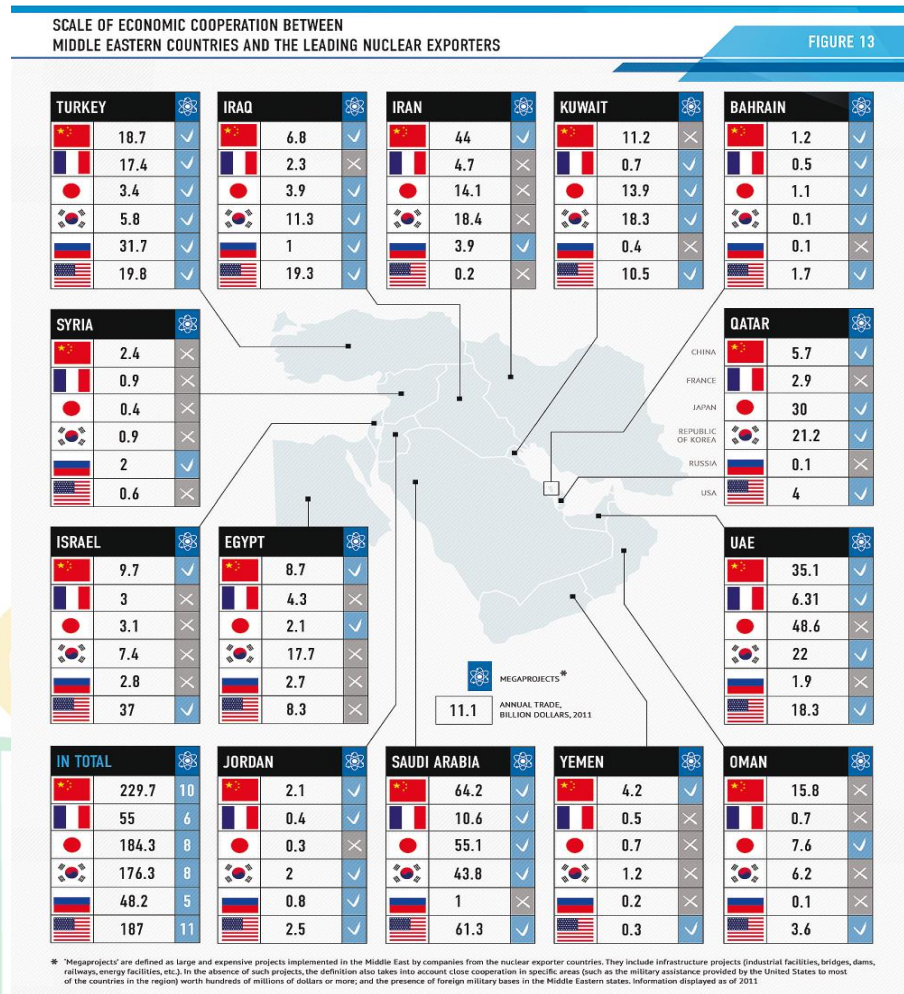 SCALE OF ECONOMIC COOPERATION BETWEEN
MIDDLE EASTERN COUNTRIES AND THE LEADING NUCLEAR EXPORTERS
FIGURE 13
TURKEY
18.7
17.4
3.4
5.8
31.7
19.8
IRAQ
6.8
2.3
3.9
11.3
1
19.3
IRAN
44
4.7
14.1
18.4
3.9
0.2
KUWAIT
11.2
0.7
13.9
18.3
0.4
10.5
BAHRAIN
1.2
0.5
1.1
0.1
0.1
1.7
SYRIA
2.4
0.9
0.4
0.9
2
0.6
QATAR
CHINA 5.7
FRANCE 2.9
JAPAN 30
REPUBLIC
OF KOREA 21.2
RUSSIA 0.1
USA 4
ISRAEL
9.7
3
3.1
7.4
2.8
37
EGYPT
8.7
4.3
2.1
17.7
2.7
8.3
UAE
35.1
6.31
48.6
22
1.9
18.3
MEGAPROJECTS*
11.1 ANNUAL TRADE,
BILLION DOLLARS, 2011
IN TOTAL
229.7 10
55 6
184.3 8
176.3 8
48.2 5
187 11
JORDAN
2.1
0.4
0.3
2
0.8
2.5
SAUDI ARABIA
64.2
10.6
55.1
43.8
1
61.3
YEMEN
4.2
0.5
0.7
1.2
0.2
0.3
OMAN
15.8
0.7
7.6
6.2
0.1
3.6
* 'Megaprojects' are defined as large and expensive projects implemented in the Middle East by companies from the nuclear exporter countries. They include infrastructure projects (industrial facilities, bridges, dams,
railways, energy facilities, etc.). In the absence of such projects, the definition also takes into account close cooperation in specific areas (such as the military assistance provided by the United States to most
of the countries in the region) worth hundreds of millions of dollars or more; and the presence of foreign military bases in the Middle Eastern states. Information displayed as of 2011